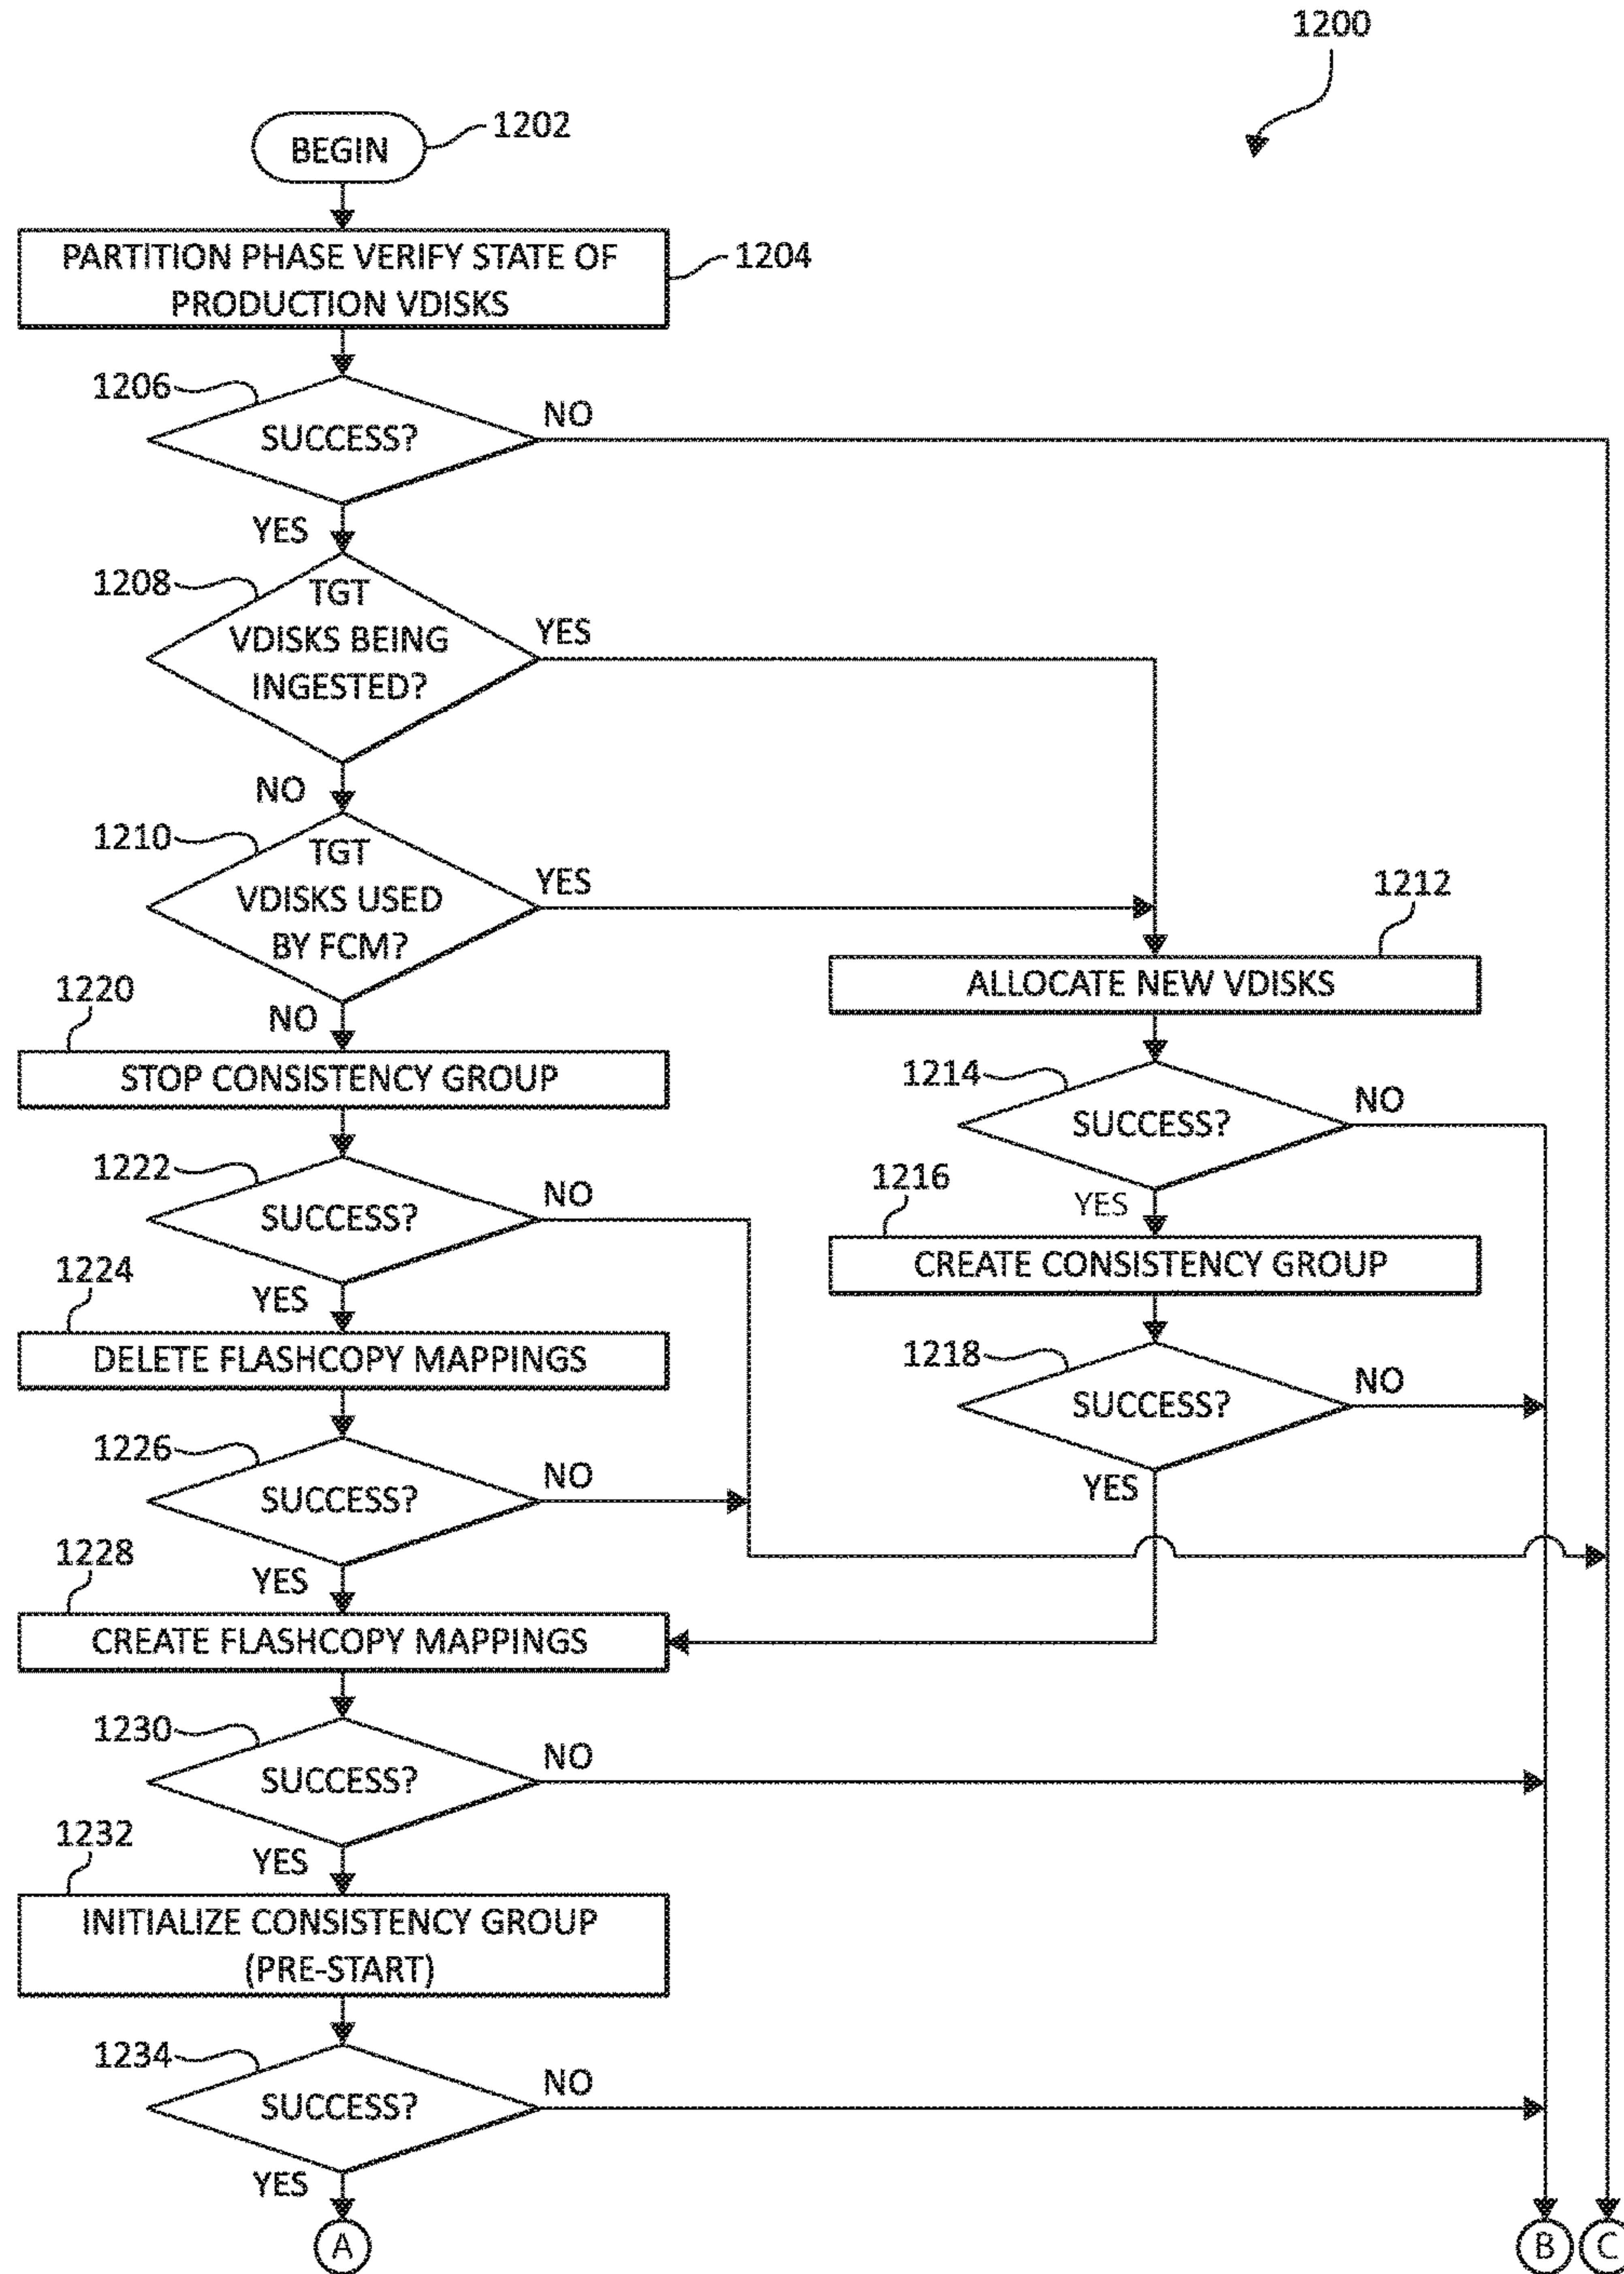 1200
BEGIN
1202
PARTITION PHASE VERIFY STATE OF
PRODUCTION VDISKS
1204
1206
SUCCESS?
NO
YES
1208
TGT
VDISKS BEING
INGESTED?
YES
NO
1210
TGT
VDISKS USED
BY FCM?
YES
NO
1212
ALLOCATE NEW VDISKS
1214
SUCCESS?
NO
YES
1216
CREATE CONSISTENCY GROUP
1218
SUCCESS?
NO
YES
1220
STOP CONSISTENCY GROUP
1222
SUCCESS?
NO
YES
1224
DELETE FLASHCOPY MAPPINGS
1226
SUCCESS?
NO
YES
1228
CREATE FLASHCOPY MAPPINGS
1230
SUCCESS?
NO
YES
1232
INITIALIZE CONSISTENCY GROUP
(PRE-START)
1234
SUCCESS?
NO
YES
A
B
C